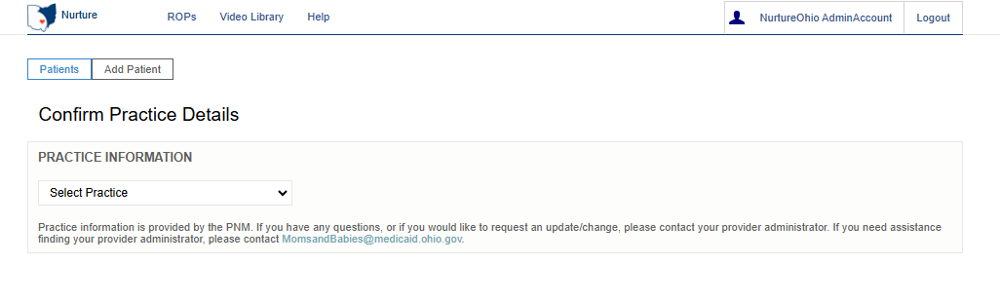 Nurture ROPs Video Library Help NurtureOhio AdminAccount Logout
Patients Add Patient
Confirm Practice Details
PRACTICE INFORMATION
Select Practice
Practice information is provided by the PNM. If you have any questions, or if you would like to request an update/change, please contact your provider administrator. If you need assistance
finding your provider administrator, please contact MomsandBabies@medicaid.ohio.gov.